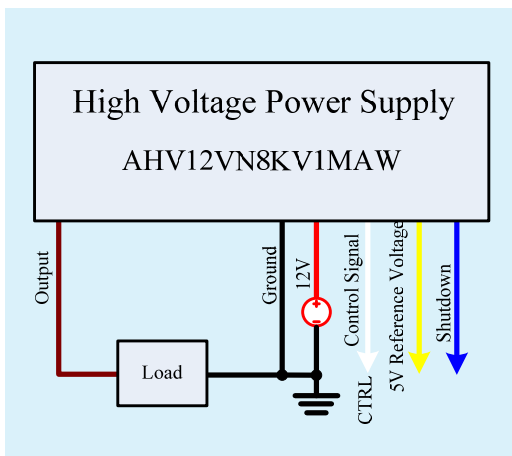 High Voltage Power Supply
AHV12VN8KV1MAW
Output
Ground
12V
Control Signal
CTRL
5V Reference Voltage
Shutdown
Load